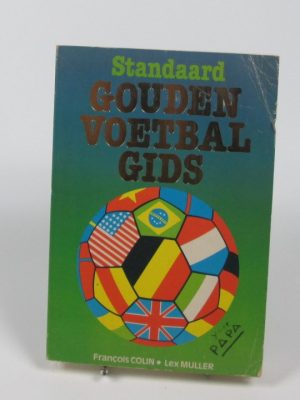 Standaard
GOUDEN
VOETBAL
GIDS
PAPA
François COLIN • Lex MULLER